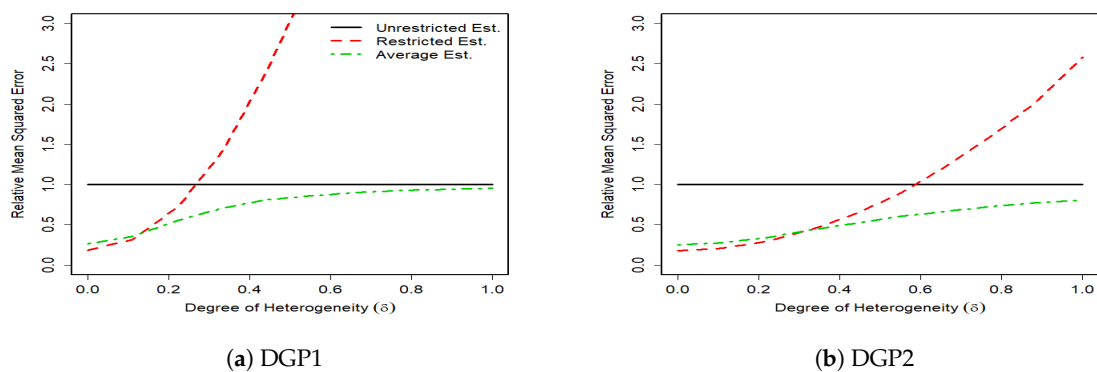 Relative Mean Squared Error
3.0
2.5
2.0
1.5
1.0
0.5
0.0
Unrestricted Est.
Restricted Est.
Average Est.
0.0 0.2 0.4 0.6 0.8 1.0
Degree of Heterogeneity (δ)
(a) DGP1
Relative Mean Squared Error
3.0
2.5
2.0
1.5
1.0
0.5
0.0
0.0 0.2 0.4 0.6 0.8 1.0
Degree of Heterogeneity (δ)
(b) DGP2